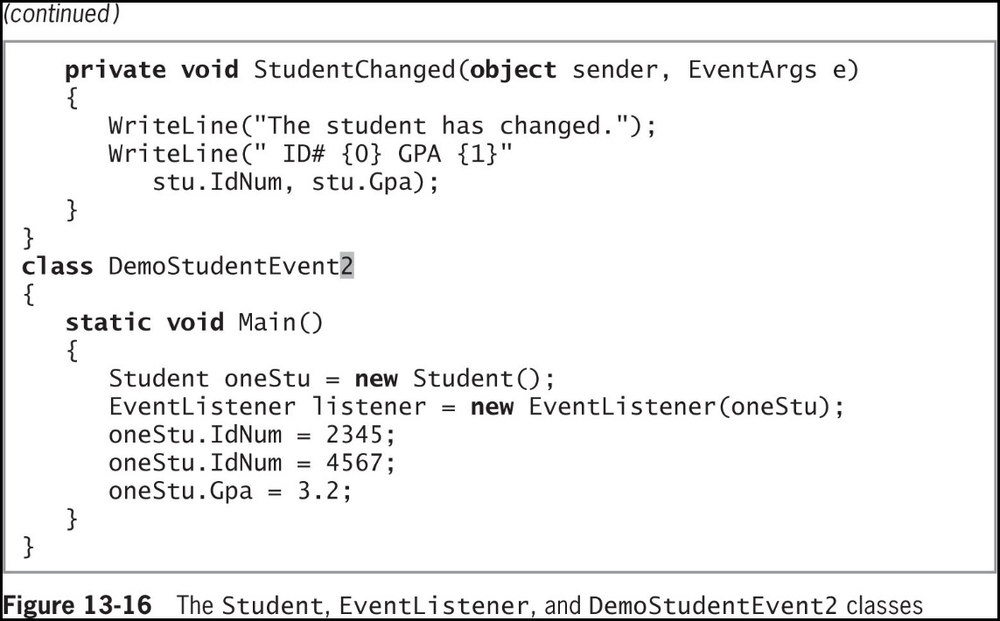 (continued)
private void StudentChanged(object sender, EventArgs e)
{
WriteLine("The student has changed.");
WriteLine(" ID# {0} GPA {1}"
stu.IdNum, stu.Gpa);
}
}
class DemoStudentEvent2
{
static void Main()
{
Student oneStu = new Student();
EventListener listener = new EventListener(oneStu);
oneStu.IdNum = 2345;
oneStu.IdNum = 4567;
oneStu.Gpa = 3.2;
}
}
Figure 13-16 The Student, EventListener, and DemoStudentEvent2 classes